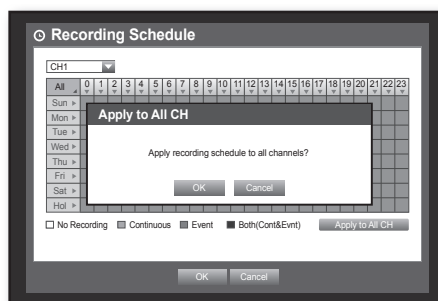 Recording Schedule
CH1
All 0 1 2 3 4 5 6 7 8 9 10 11 12 13 14 15 16 17 18 19 20 21 22 23
Sun
Mon
Apply to All CH
Tue
Wed
Apply recording schedule to all channels?
Thu
Fri
Sat
OK Cancel
Hol
No Recording Continuous Event Both(Cont&Evnt) Apply to All CH
OK Cancel